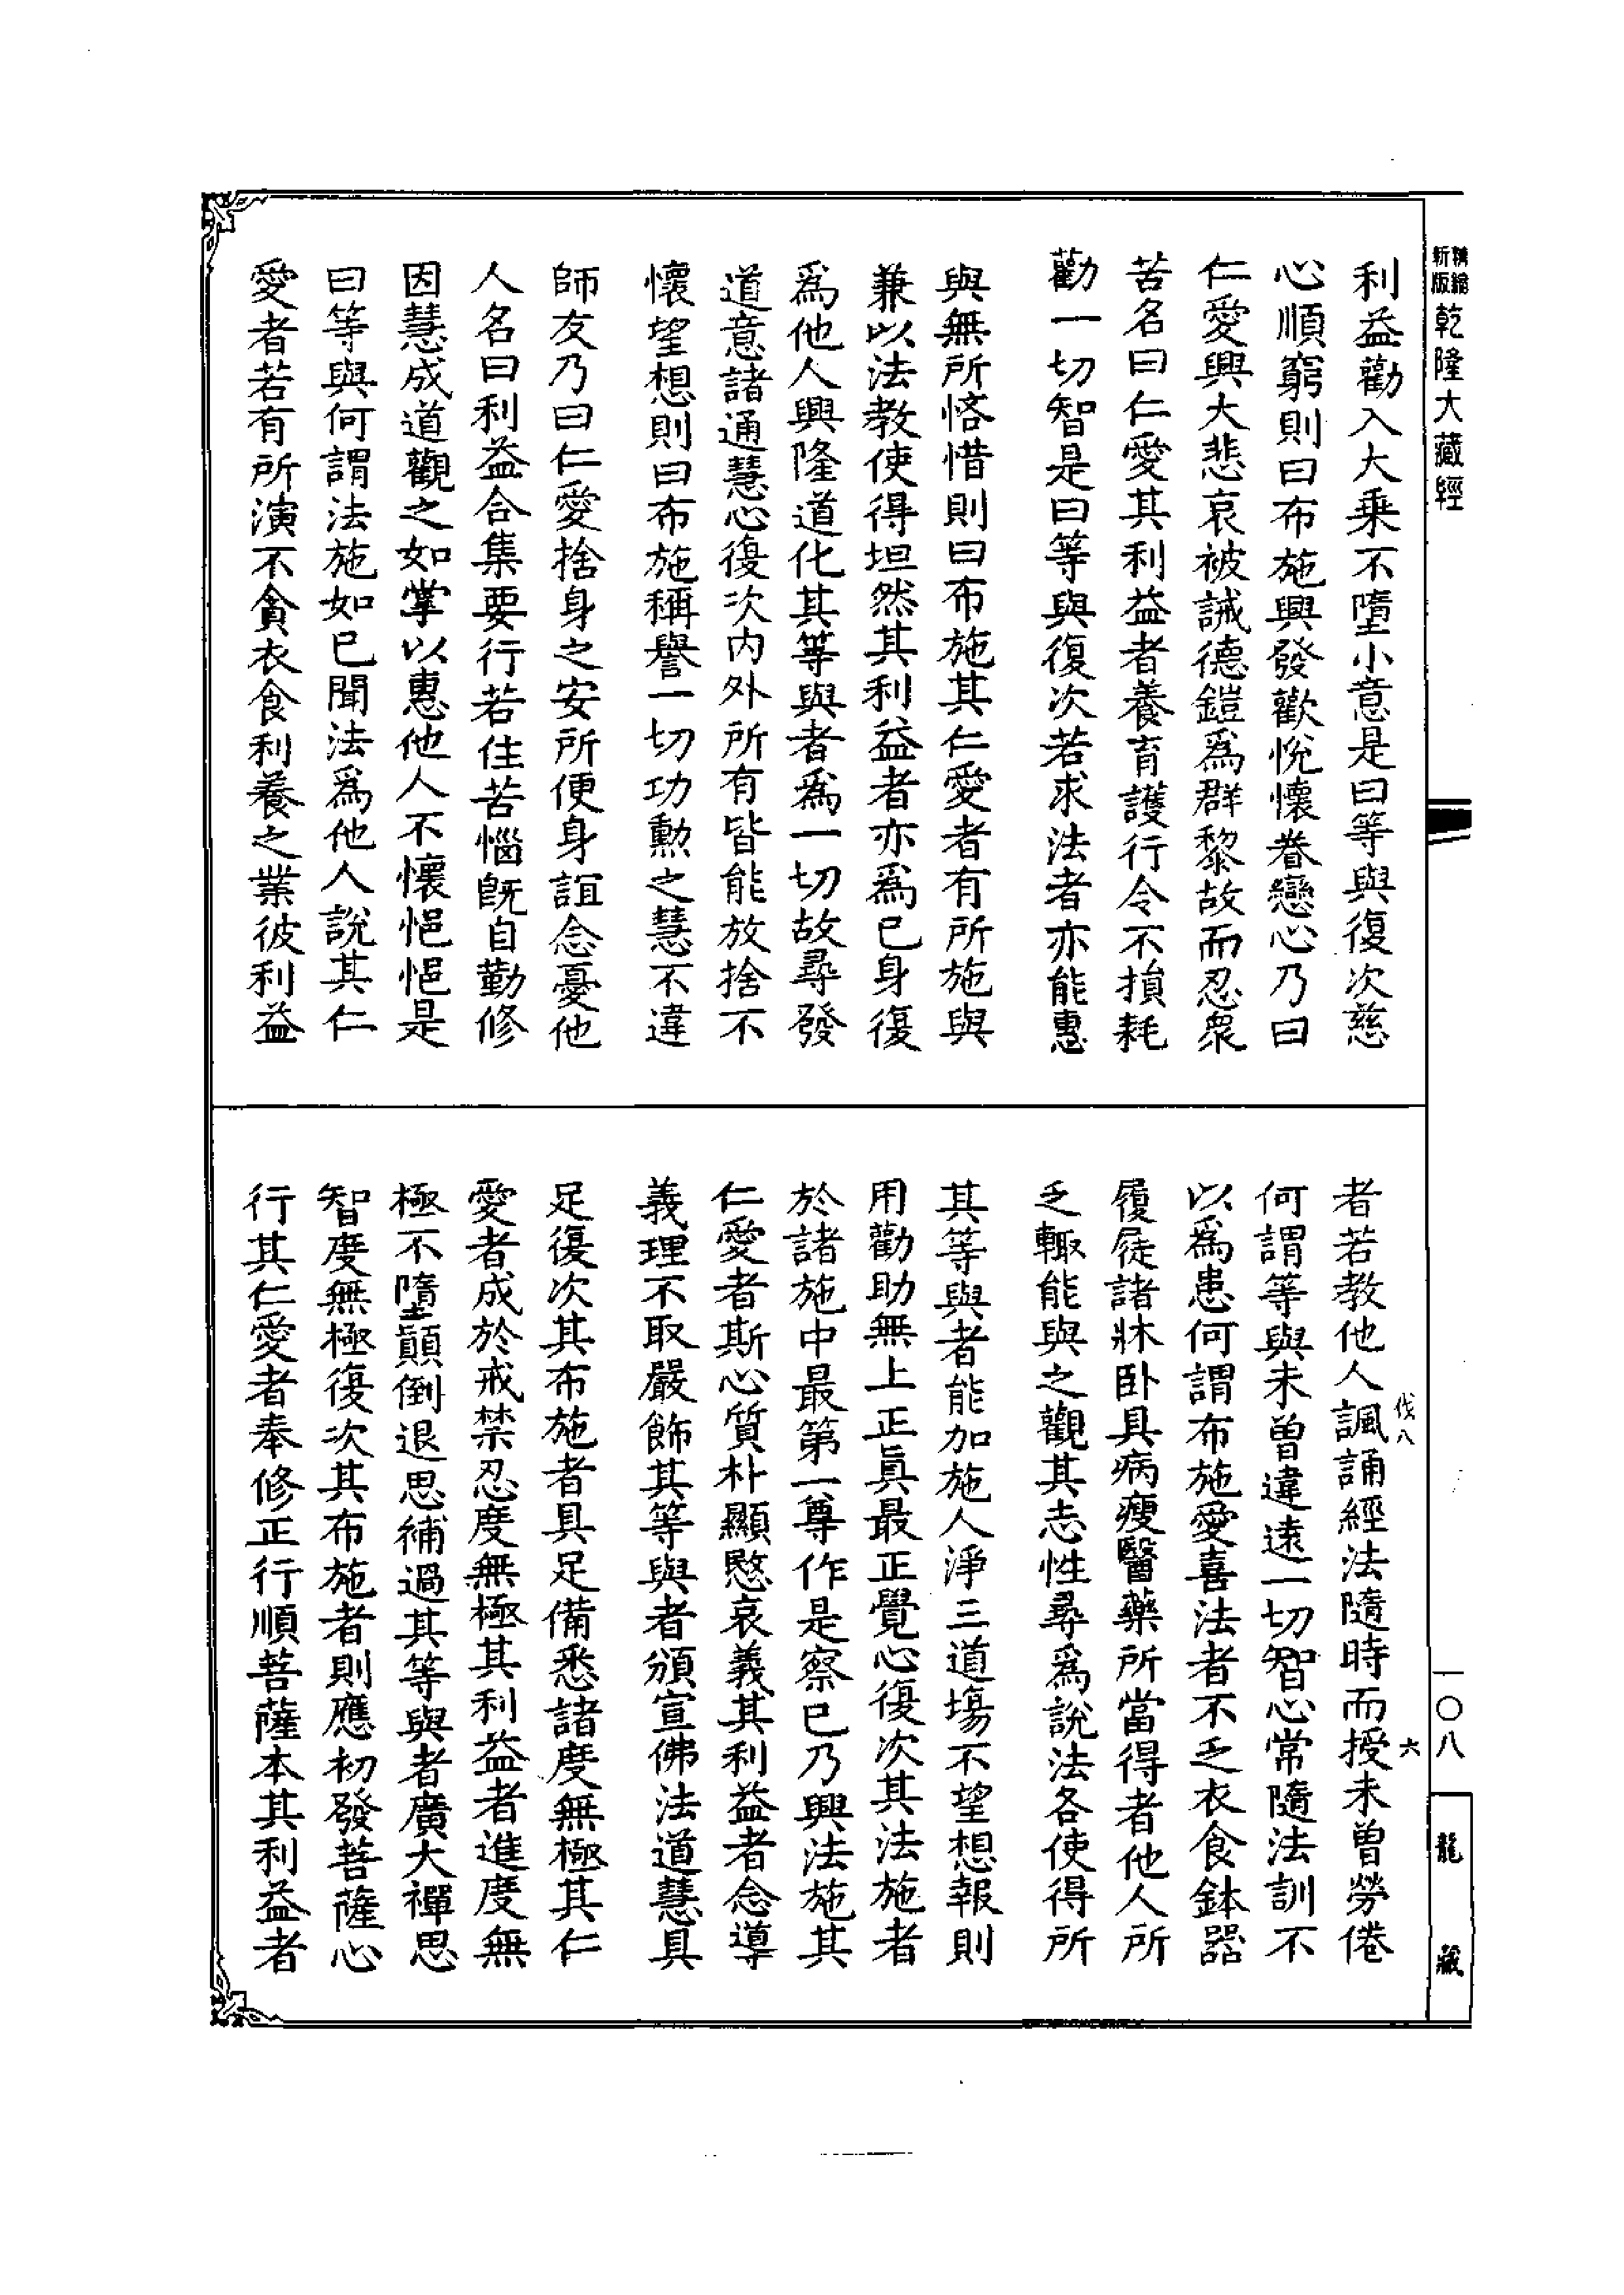 精縮新版乾隆大藏經
利益勸入大乘不墮小意是曰等與復次慈
心順窮則曰布施興發歡悅懷眷戀心乃曰
仁愛興大悲哀被誡德鎧爲群黎故而忍衆
苦名曰仁愛其利益者養育護行令不損耗
勸一切智是曰等與復次若求法者亦能惠
與無所悋惜則曰布施其仁愛者有所施與
兼以法教使得坦然其利益者亦爲己身復
爲他人興隆道化其等與者爲一切故尋發
道意諸通慧心復次內外所有皆能放捨不
懷望想則曰布施稱譽一切功勳之慧不違
師友乃曰仁愛捨身之安所便身誼念憂他
人名曰利益合集要行若住苦惱旣自勤修
因慧成道觀之如掌以惠他人不懷悒悒是
曰等與何謂法施如已聞法爲他人說其仁
愛者若有所演不貪衣食利養之業彼利益
者若教他人諷誦經法隨時而授未曾勞倦
何謂等與未曾違遠一切智心常隨法訓不
以爲患何謂布施愛喜法者不乏衣食鉢器
履屣諸牀臥具病瘦醫藥所當得者他人所
乏輙能與之觀其志性尋爲說法各使得所
其等與者能加施人淨三道場不望想報則
用勸助無上正眞最正覺心復次其法施者
於諸施中最第一尊作是察已乃興法施其
仁愛者斯心質朴顯愍哀義其利益者念導
義理不取嚴飾其等與者頒宣佛法道慧具
足復次其布施者具足備悉諸度無極其仁
愛者成於戒禁忍度無極其利益者進度無
極不墮顚倒退思補過其等與者廣大禪思
智度無極復次其布施者則應初發菩薩心
行其仁愛者奉修正行順菩薩本其利益者
伐八
六
一〇八
龍藏